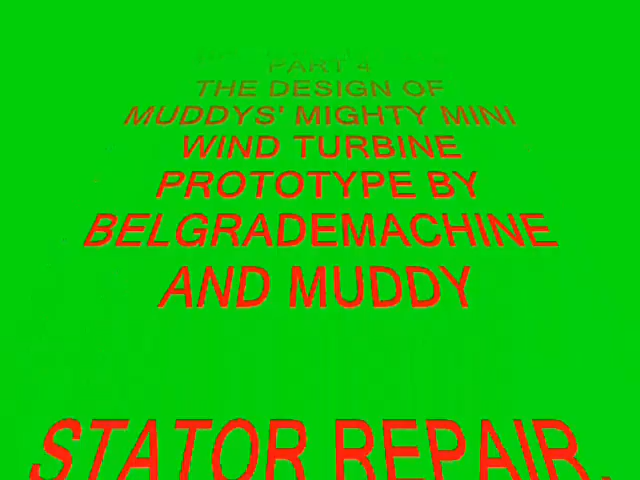 PART 4
THE DESIGN OF
MUDDYS' MIGHTY MINI
WIND TURBINE
PROTOTYPE BY
BELGRADEMACHINE
AND MUDDY
STATOR REPAIR.